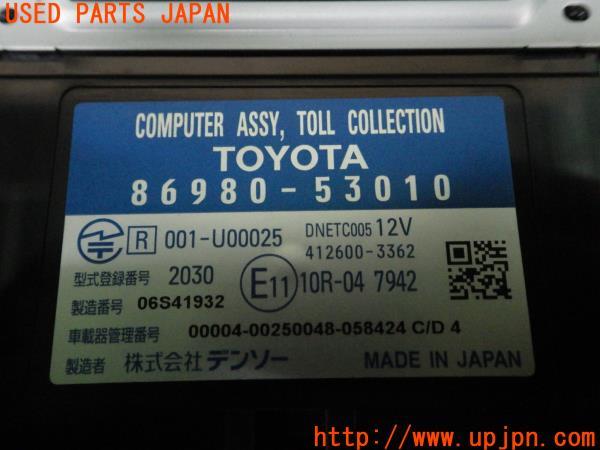 USED PARTS JAPAN
COMPUTER ASSY, TOLL COLLECTION
TOYOTA
86980-53010
R 001-U00025 DNETC005 12V
412600-3362
型式登録番号 2030 E11 10R-04 7942
製造番号 06S41932
車載器管理番号 00004-00250048-058424 C/D 4
製造者 株式会社 デンソー MADE IN JAPAN
http://www.upjpn.com/